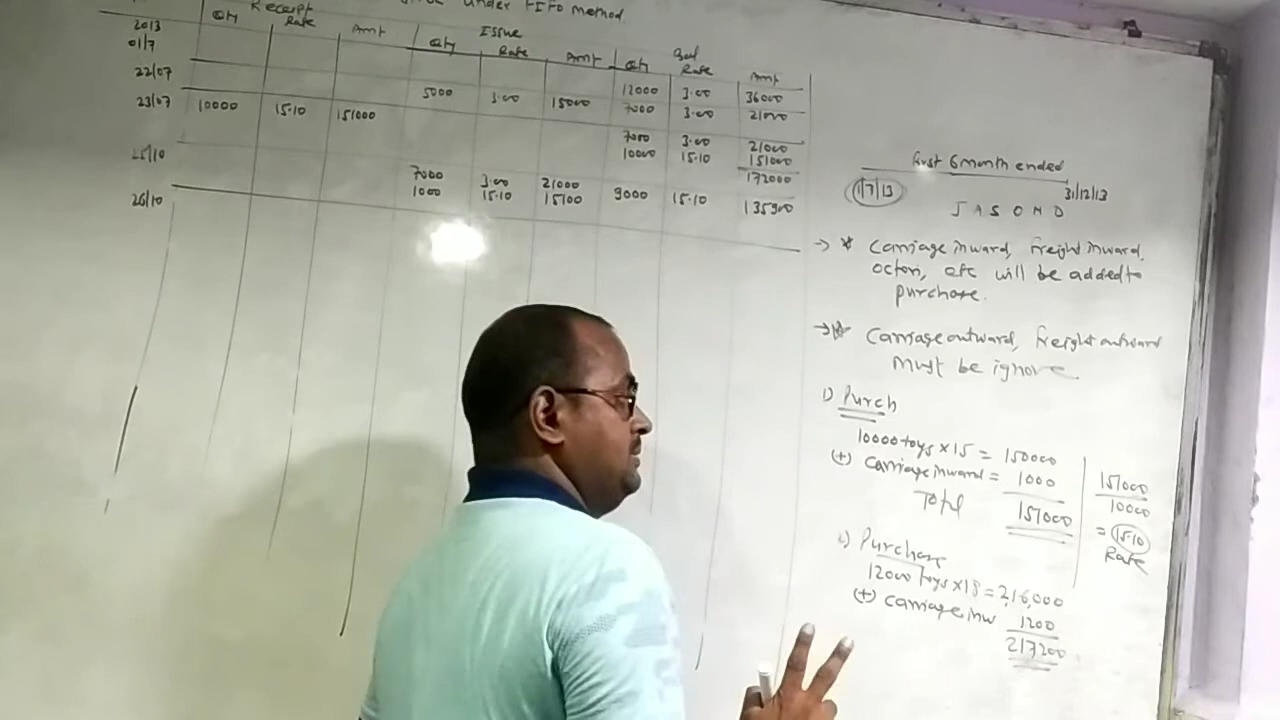 under FIFO method
Receipt Issue Bal
Qty Rate Amt Qty Rate Amt Qty Rate Amt
2013
01/7 12000 3.00 36000
22/07 5000 3.00 15000 7000 3.00 21000
23/07 10000 15.10 151000 7000 3.00 21000
10000 15.10 151000
172000
25/10 7000 3.00 21000
1000 15.10 15100 9000 15.10 135900
26/10
first 6 month ended
1/7/13 31/12/13
J A S O N D
→ * Carriage inward, freight inward,
octori, etc will be added to
purchase.
→ * Carriage outward, freight outward
must be ignore
1) Purch
10000 toys × 15 = 150000
(+) Carriage inward = 1000
Total 151000
151000
10000
= 15.10
Rate
Purchase
12000 toys × 18 = 2,16,000
(+) Carriage inw 1200
217200